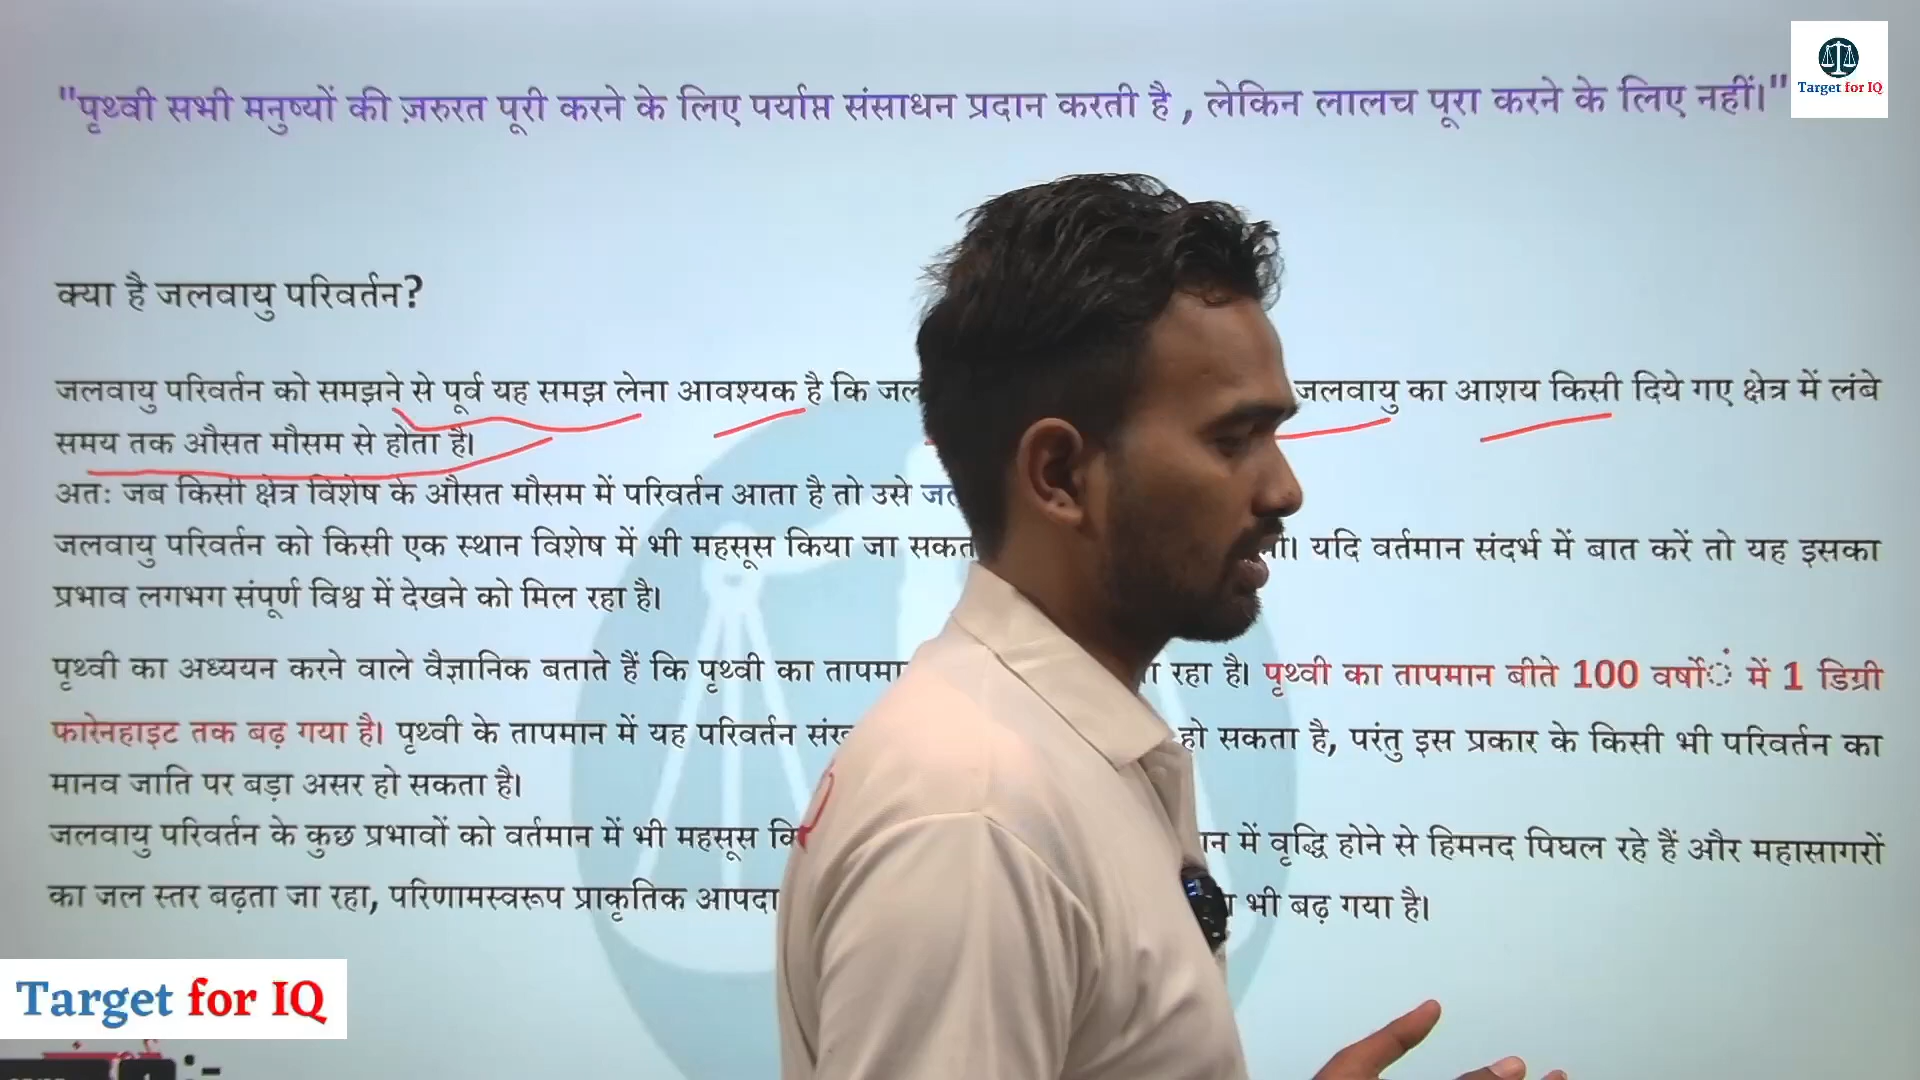 "पृथ्वी सभी मनुष्यों की ज़रुरत पूरी करने के लिए पर्याप्त संसाधन प्रदान करती है , लेकिन लालच पूरा करने के लिए नहीं।"
Target for IQ
क्या है जलवायु परिवर्तन?
जलवायु परिवर्तन को समझने से पूर्व यह समझ लेना आवश्यक है कि जलवायु का आशय किसी दिये गए क्षेत्र में लंबे
समय तक औसत मौसम से होता है।
अतः जब किसी क्षेत्र विशेष के औसत मौसम में परिवर्तन आता है तो उसे
जलवायु परिवर्तन को किसी एक स्थान विशेष में भी महसूस किया जा यदि वर्तमान संदर्भ में बात करें तो यह इसका
प्रभाव लगभग संपूर्ण विश्व में देखने को मिल रहा है।
पृथ्वी का अध्ययन करने वाले वैज्ञानिक बताते हैं कि पृथ्वी का रहा है। पृथ्वी का तापमान बीते 100 वर्षोंं में 1 डिग्री
फारेनहाइट तक बढ़ गया है। पृथ्वी के तापमान में यह परिवर्तन हो सकता है, परंतु इस प्रकार के किसी भी परिवर्तन का
मानव जाति पर बड़ा असर हो सकता है।
जलवायु परिवर्तन के कुछ प्रभावों को वर्तमान में भी महसूस में वृद्धि होने से हिमनद पिघल रहे हैं और महासागरों
का जल स्तर बढ़ता जा रहा, परिणामस्वरूप प्राकृतिक भी बढ़ गया है।
Target for IQ